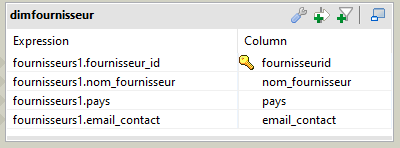 dimfournisseur
Expression Column
fournisseurs1.fournisseur_id fournisseurid
fournisseurs1.nom_fournisseur nom_fournisseur
fournisseurs1.pays pays
fournisseurs1.email_contact email_contact